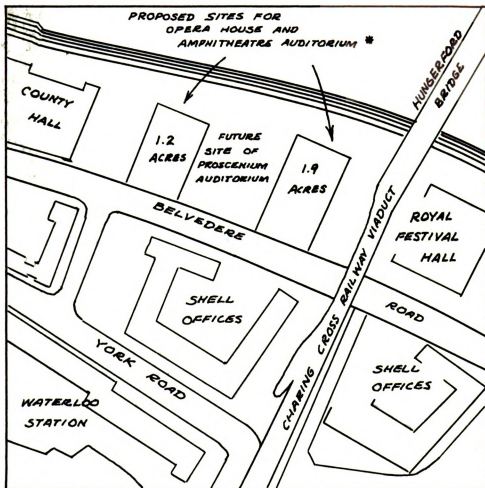 PROPOSED SITES FOR
OPERA HOUSE AND
AMPHITHEATRE AUDITORIUM *
HUNGERFORD
BRIDGE
COUNTY
HALL
1.2
ACRES
FUTURE
SITE OF
PROSCENIUM
AUDITORIUM
1.9
ACRES
BELVEDERE
ROAD
ROYAL
FESTIVAL
HALL
CHARING CROSS RAILWAY VIADUCT
SHELL
OFFICES
YORK ROAD
SHELL
OFFICES
WATERLOO
STATION